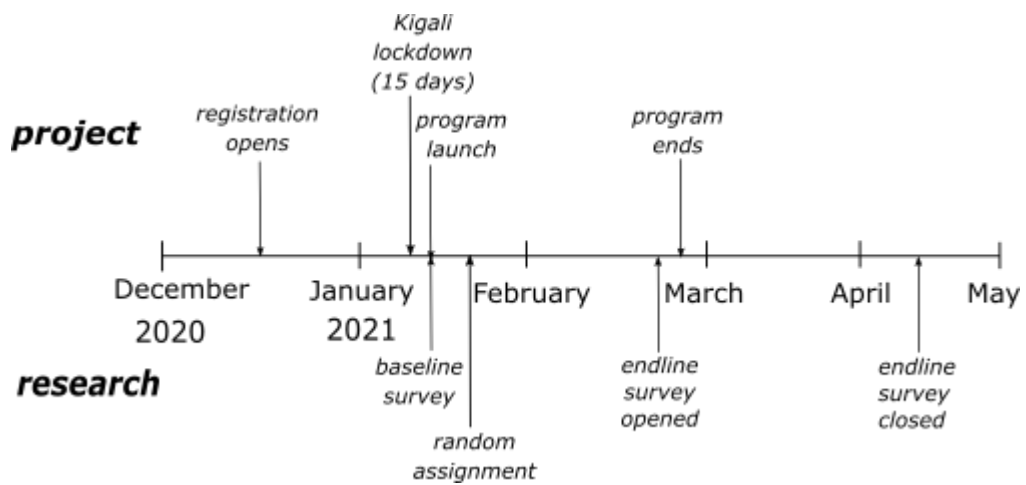 Kigali
lockdown
(15 days)
registration
opens
program
launch
program
ends
project
December
2020
January
2021
February
March
April
May
research
baseline
survey
random
assignment
endline
survey
opened
endline
survey
closed